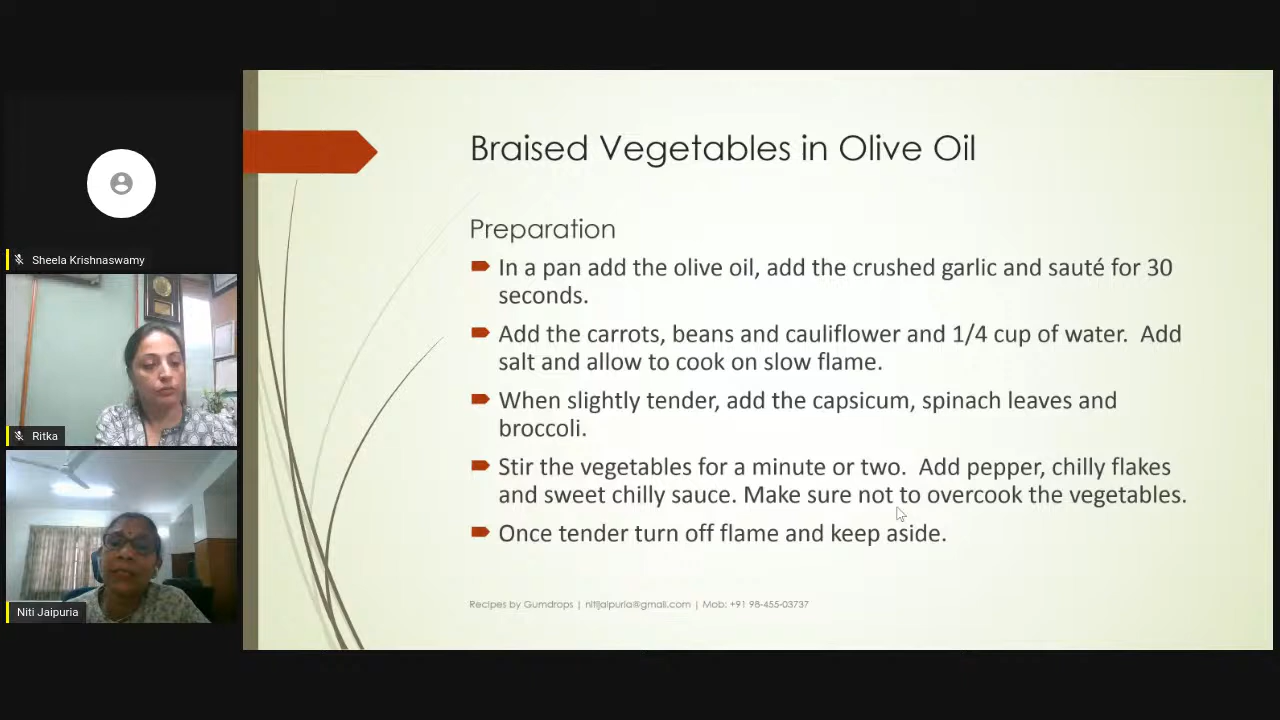 Braised Vegetables in Olive Oil
Preparation
In a pan add the olive oil, add the crushed garlic and sauté for 30
seconds.
Add the carrots, beans and cauliflower and 1/4 cup of water.  Add
salt and allow to cook on slow flame.
When slightly tender, add the capsicum, spinach leaves and
broccoli.
Stir the vegetables for a minute or two.  Add pepper, chilly flakes
and sweet chilly sauce. Make sure not to overcook the vegetables.
Once tender turn off flame and keep aside.
Recipes by Gumdrops | nitijaipuria@gmail.com | Mob: +91 98-455-03737
Sheela Krishnaswamy
Ritka
Niti Jaipuria